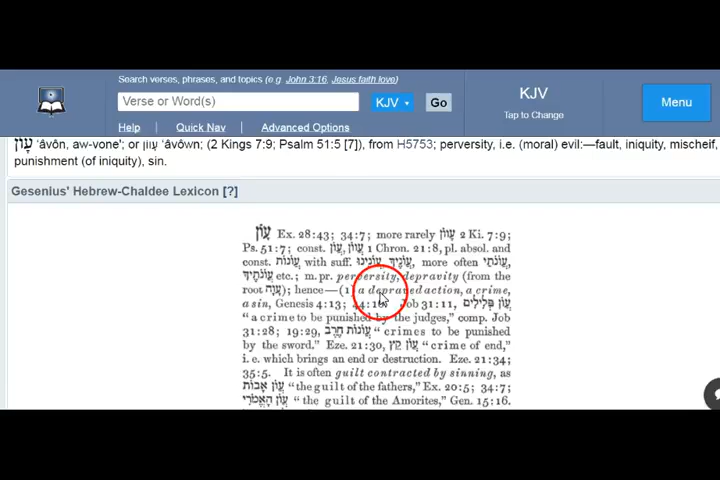 Search verses, phrases, and topics (e.g. John 3:16, Jesus faith love)
Verse or Word(s)
KJV
Go
KJV
Tap to Change
Menu
Help Quick Nav Advanced Options
עָוֹן ʻâvôn, aw-vone'; or עָווֹן ʻâvôwn; (2 Kings 7:9; Psalm 51:5 [7]), from H5753; perversity, i.e. (moral) evil:—fault, iniquity, mischeif,
punishment (of iniquity), sin.
Gesenius' Hebrew-Chaldee Lexicon [?]
עָוֹן Ex. 28:43; 34:7; more rarely עָווֹן 2 Ki. 7:9;
Ps. 51:7; const. עֲוֹן, עֲווֹן 1 Chron. 21:8, pl. absol. and
const. עֲוֹנוֹת with suff. עֲוֹנֵינוּ, עֲוֹנֶיךָ, more often עֲוֹנֹתַי,
עֲוֹנֹתֶיךָ etc.; m. pr. perversity, depravity (from the
root עָוָה); hence—(1) a depraved action, a crime,
a sin, Genesis 4:13; 44:16; Job 31:11, עָוֹן פְּלִילִים
"a crime to be punished by the judges," comp. Job
31:28; 19:29, עֲוֹנוֹת חֶרֶב "crimes to be punished
by the sword." Eze. 21:30, עֲוֹן קֵץ "crime of end,"
i. e. which brings an end or destruction. Eze. 21:34;
35:5. It is often guilt contracted by sinning, as
עֲוֹן אָבוֹת "the guilt of the fathers," Ex. 20:5; 34:7;
עֲוֹן הָאֱמֹרִי "the guilt of the Amorites," Gen. 15:16.